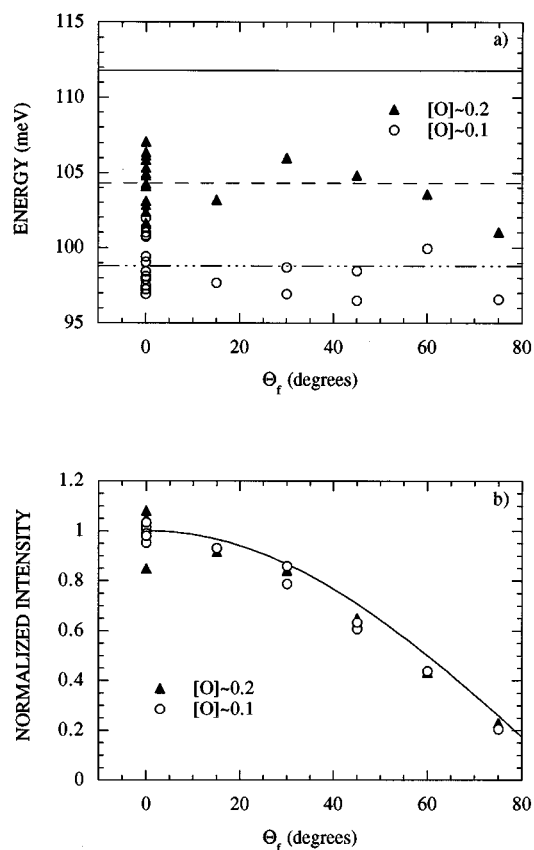 115
a)
▲ [O]~0.2
○ [O]~0.1
110
105
100
95
ENERGY (meV)
0 20 40 60 80
Θf (degrees)
1.2
b)
1
0.8
0.6
0.4
0.2
0
NORMALIZED INTENSITY
▲ [O]~0.2
○ [O]~0.1
0 20 40 60 80
Θf (degrees)